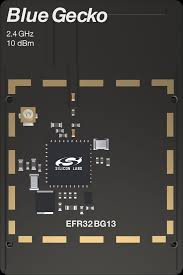 Blue Gecko
2.4 GHz
10 dBm
SILICON LABS
EFR32BG13